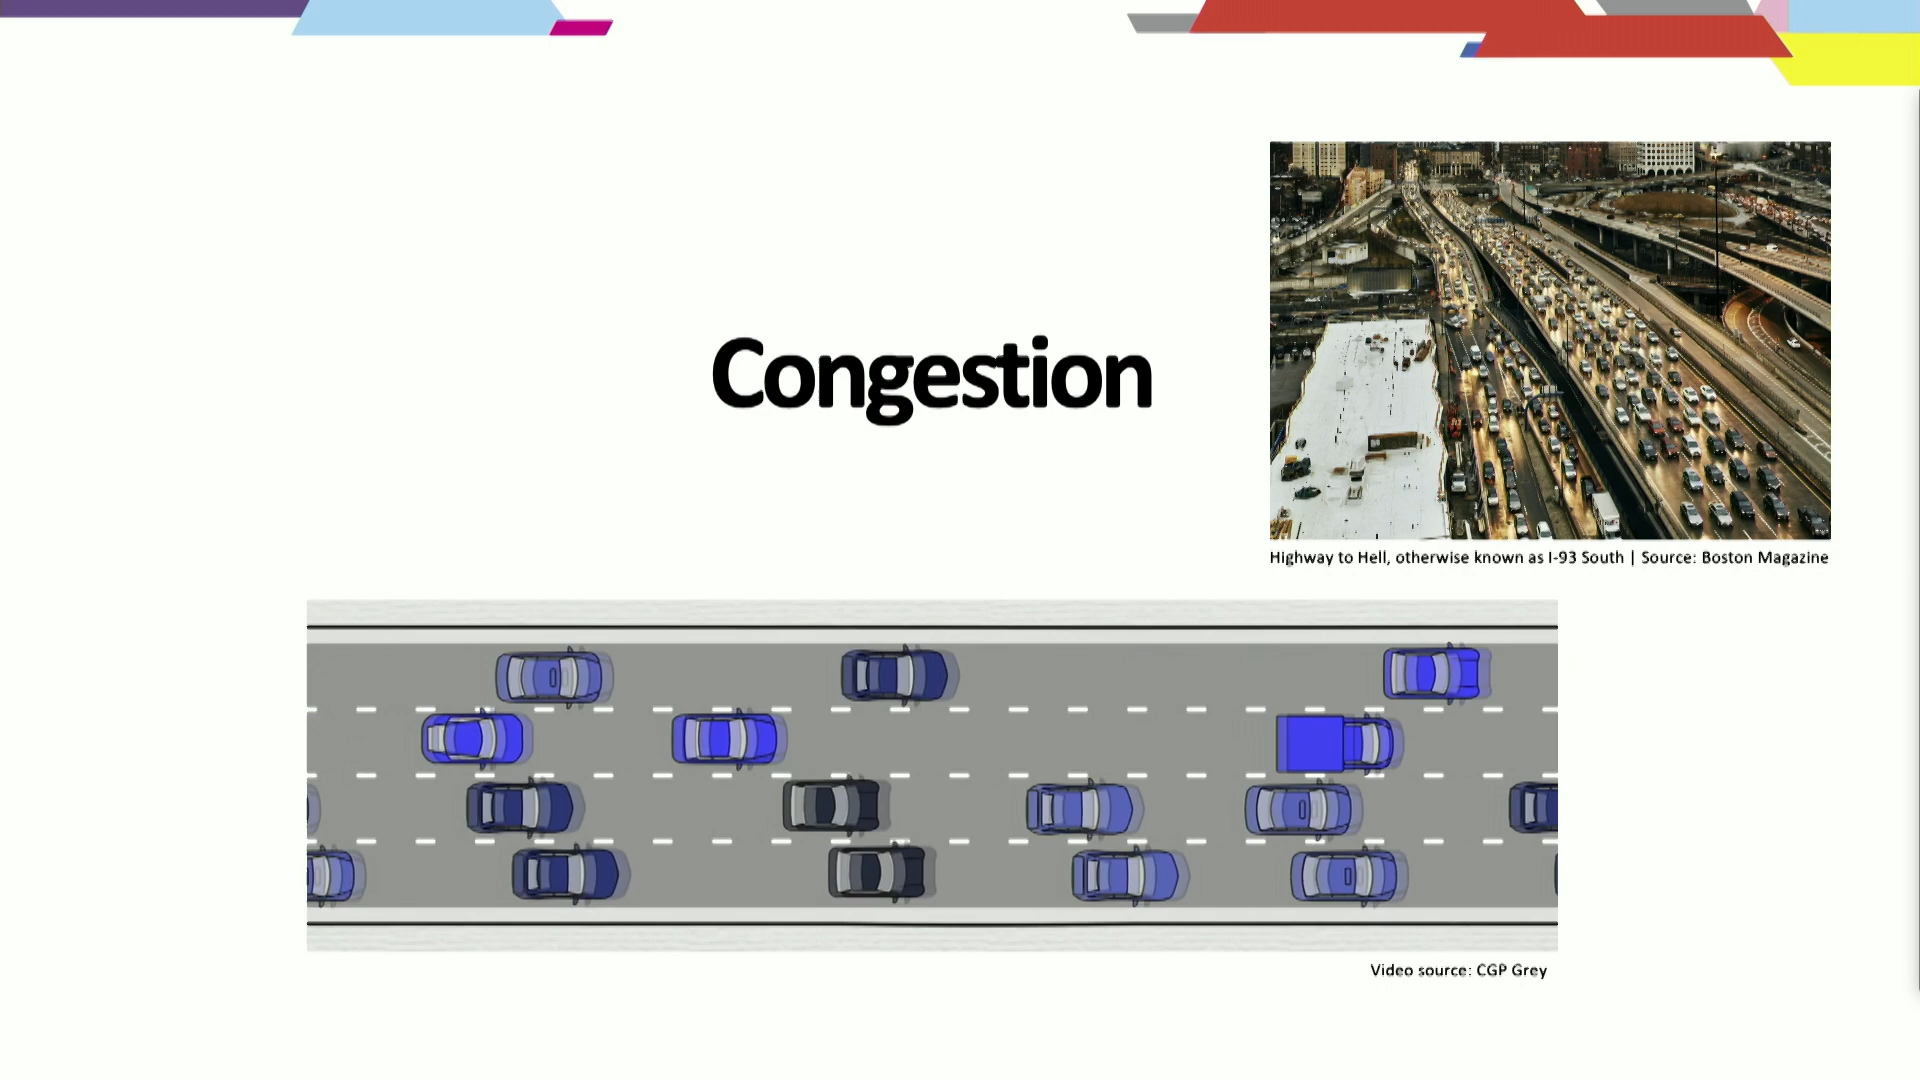 Congestion
Highway to Hell, otherwise known as I-93 South | Source: Boston Magazine
Video source: CGP Grey